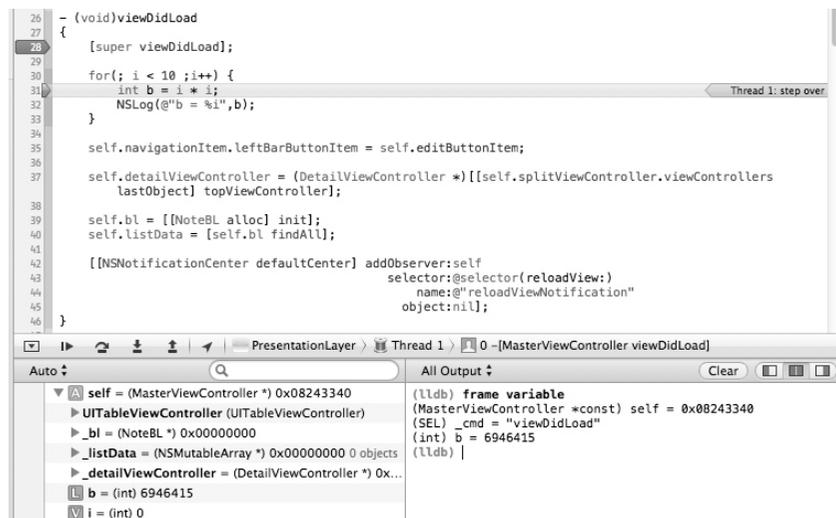 26 - (void)viewDidLoad
27 {
28 [super viewDidLoad];
29
30 for(; i < 10 ;i++) {
31 int b = i * i; Thread 1: step over
32 NSLog(@"b = %i",b);
33 }
34
35 self.navigationItem.leftBarButtonItem = self.editButtonItem;
36
37 self.detailViewController = (DetailViewController *)[[self.splitViewController.viewControllers
lastObject] topViewController];
38
39 self.bl = [[NoteBL alloc] init];
40 self.listData = [self.bl findAll];
41
42 [[NSNotificationCenter defaultCenter] addObserver:self
43 selector:@selector(reloadView:)
44 name:@"reloadViewNotification"
45 object:nil];
46 }
PresentationLayer Thread 1 0 -[MasterViewController viewDidLoad]
Auto
All Output Clear
A self = (MasterViewController *) 0x08243340
UITableViewController (UITableViewController)
_bl = (NoteBL *) 0x00000000
_listData = (NSMutableArray *) 0x00000000 0 objects
_detailViewController = (DetailViewController *) 0x...
L b = (int) 6946415
V i = (int) 0
(lldb) frame variable
(MasterViewController *const) self = 0x08243340
(SEL) _cmd = "viewDidLoad"
(int) b = 6946415
(lldb)